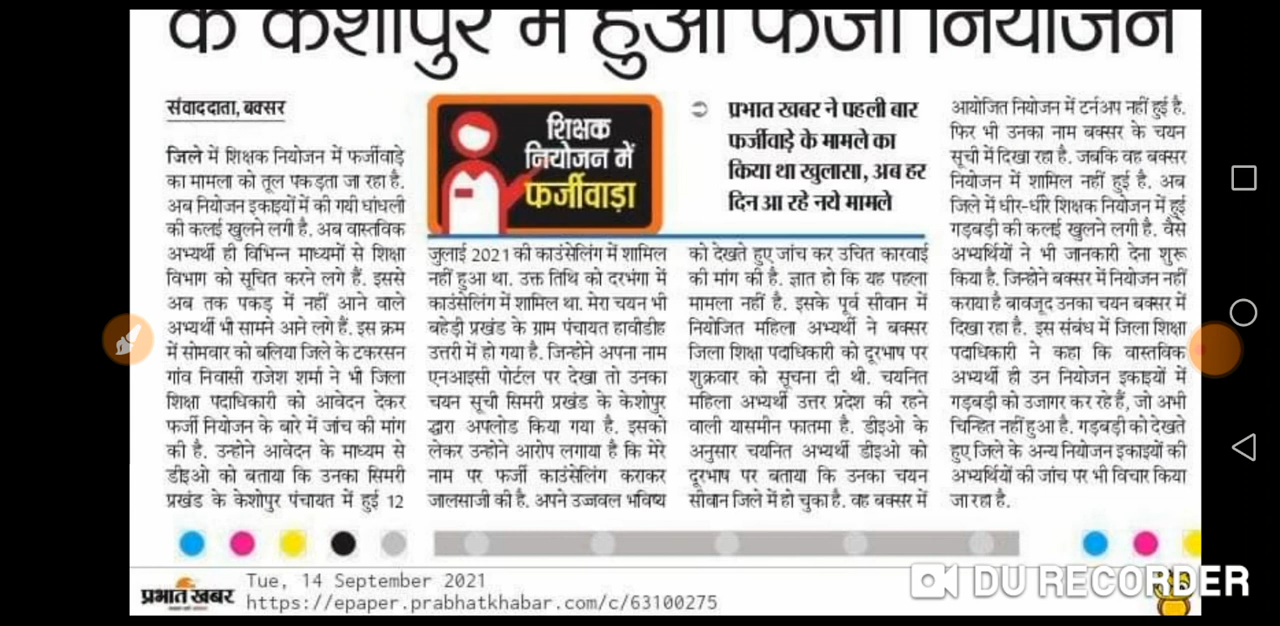 के केशोपुर में हुआ फर्जी नियोजन
संवाददाता, बक्सर
जिले में शिक्षक नियोजन में फर्जीवाड़े
का मामला को तूल पकड़ता जा रहा है.
अब नियोजन इकाइयों में की गयी धांधली
की कलई खुलने लगी है. अब वास्तविक
अभ्यर्थी ही विभिन्न माध्यमों से शिक्षा
विभाग को सूचित करने लगे हैं. इससे
अब तक पकड़ में नहीं आने वाले
अभ्यर्थी भी सामने आने लगे हैं. इस क्रम
में सोमवार को बलिया जिले के टकरसन
गांव निवासी राजेश शर्मा ने भी जिला
शिक्षा पदाधिकारी को आवेदन देकर
फर्जी नियोजन के बारे में जांच की मांग
की है. उन्होने आवेदन के माध्यम से
डीइओ को बताया कि उनका सिमरी
प्रखंड के केशोपुर पंचायत में हुई 12
शिक्षक
नियोजन में
फर्जीवाड़ा
जुलाई 2021 की काउंसेलिंग में शामिल
नहीं हुआ था. उक्त तिथि को दरभंगा में
काउंसेलिंग में शामिल था. मेरा चयन भी
बहेड़ी प्रखंड के ग्राम पंचायत हावीडीह
उत्तरी में हो गया है. जिन्होने अपना नाम
एनआइसी पोर्टल पर देखा तो उनका
चयन सूची सिमरी प्रखंड के केशोपुर
द्वारा अपलोड किया गया है. इसको
लेकर उन्होने आरोप लगाया है कि मेरे
नाम पर फर्जी काउंसेलिंग कराकर
जालसाजी की है. अपने उज्जवल भविष्य
प्रभात खबर ने पहली बार
फर्जीवाड़े के मामले का
किया था खुलासा, अब हर
दिन आ रहे नये मामले
को देखते हुए जांच कर उचित कारवाई
की मांग की है. ज्ञात हो कि यह पहला
मामला नहीं है. इसके पूर्व सीवान में
नियोजित महिला अभ्यर्थी ने बक्सर
जिला शिक्षा पदाधिकारी को दूरभाष पर
शुक्रवार को सूचना दी थी. चयनित
महिला अभ्यर्थी उत्तर प्रदेश की रहने
वाली यासमीन फातमा है. डीइओ के
अनुसार चयनित अभ्यर्थी डीइओ को
दूरभाष पर बताया कि उनका चयन
सीवान जिले में हो चुका है. वह बक्सर में
आयोजित नियोजन में टर्नअप नहीं हुई है.
फिर भी उनका नाम बक्सर के चयन
सूची में दिखा रहा है. जबकि वह बक्सर
नियोजन में शामिल नहीं हुई है. अब
जिले में धीर-धीरे शिक्षक नियोजन में हुई
गड़बड़ी की कलई खुलने लगी है. वैसे
अभ्यर्थियों ने भी जानकारी देना शुरू
किया है. जिन्होने बक्सर में नियोजन नहीं
कराया है बावजूद उनका चयन बक्सर में
दिखा रहा है. इस संबंध में जिला शिक्षा
पदाधिकारी ने कहा कि वास्तविक
अभ्यर्थी ही उन नियोजन इकाइयों में
गड़बड़ी को उजागर कर रहे हैं, जो अभी
चिन्हित नहीं हुआ है. गड़बड़ी को देखते
हुए जिले के अन्य नियोजन इकाइयों की
अभ्यर्थियों की जांच पर भी विचार किया
जा रहा है.
प्रभात खबर
Tue, 14 September 2021
https://epaper.prabhatkhabar.com/c/63100275
DU RECORDER